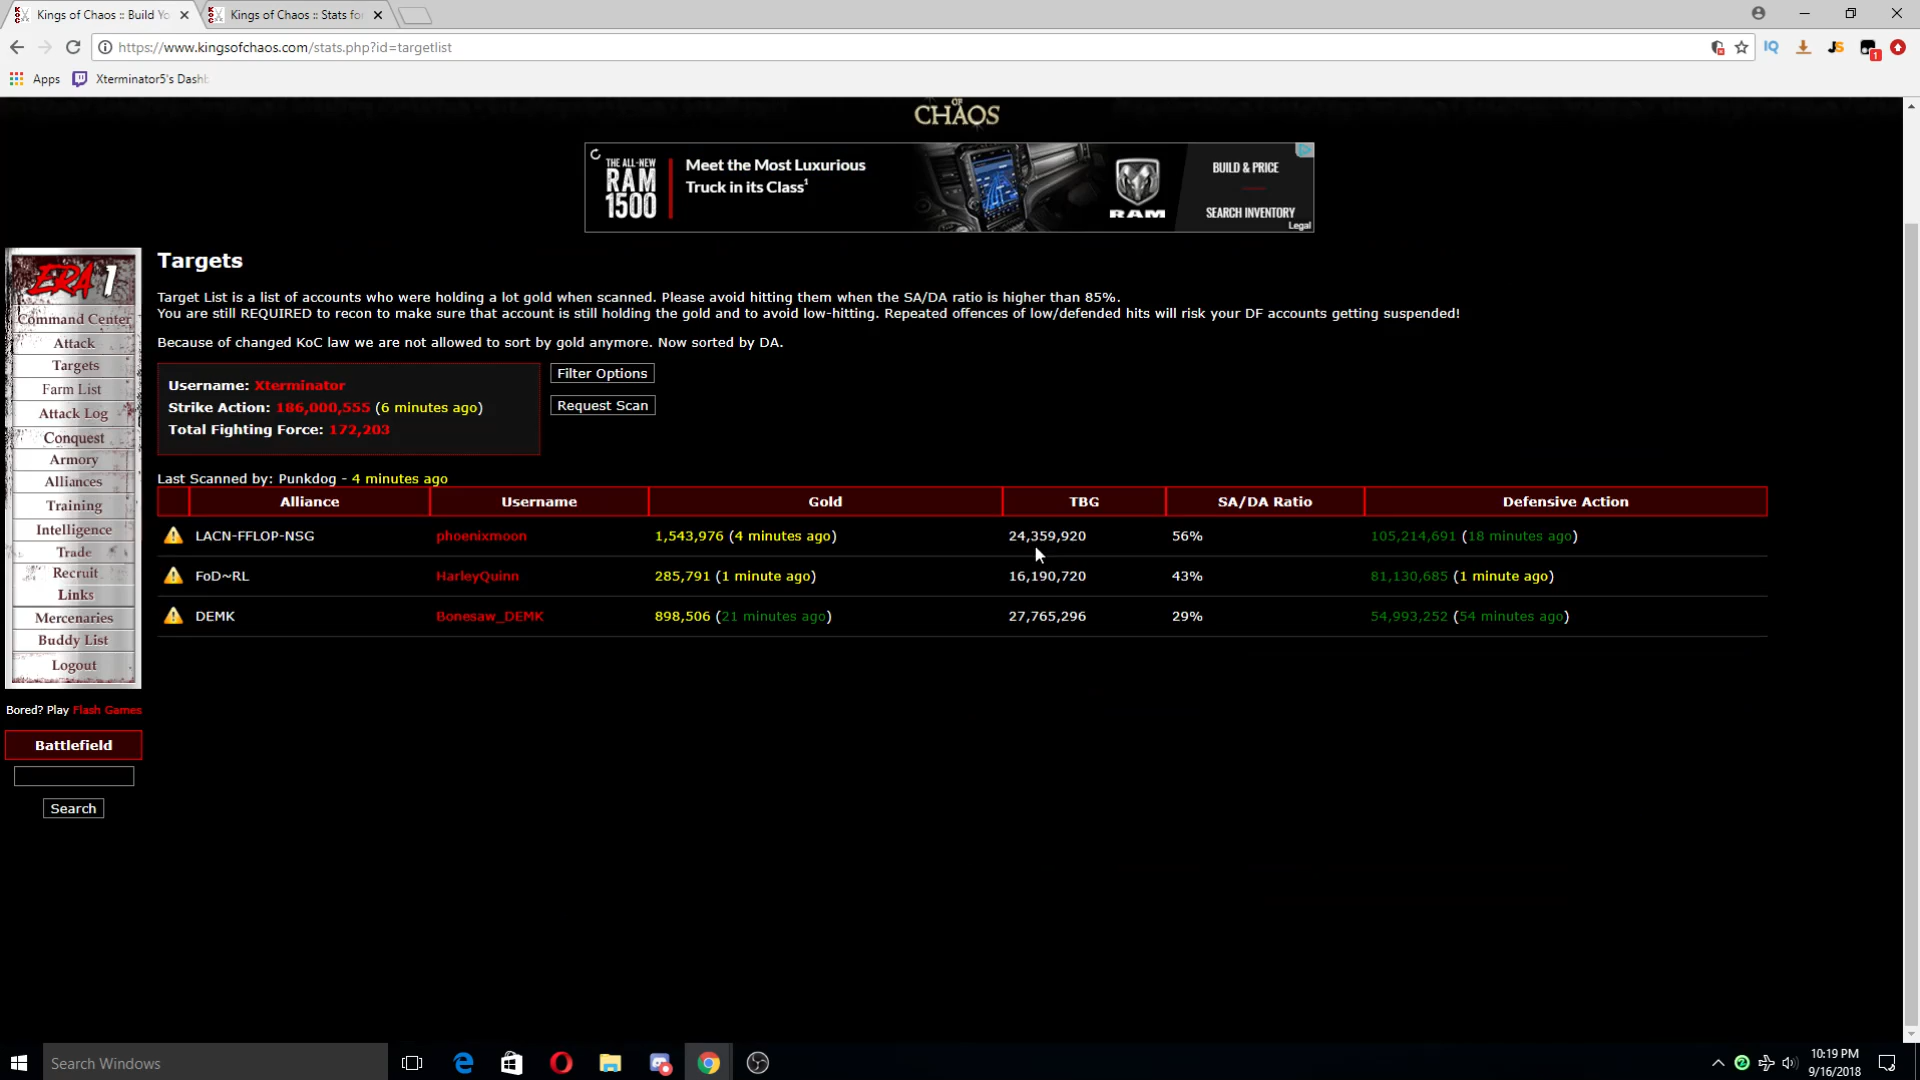 Kings of Chaos :: Build Yo
Kings of Chaos :: Stats for
https://www.kingsofchaos.com/stats.php?id=targetlist
IQ
JS
1
Apps
Xterminator5's Dashb
OF
CHAOS
THE ALL-NEW
RAM
1500
Meet the Most Luxurious
Truck in its Class1
RAM
BUILD & PRICE
SEARCH INVENTORY
Legal
ERA 1
Command Center
Attack
Targets
Farm List
Attack Log
Conquest
Armory
Alliances
Training
Intelligence
Trade
Recruit
Links
Mercenaries
Buddy List
Logout
Bored? Play Flash Games
Battlefield
Search
Targets
Target List is a list of accounts who were holding a lot gold when scanned. Please avoid hitting them when the SA/DA ratio is higher than 85%.
You are still REQUIRED to recon to make sure that account is still holding the gold and to avoid low-hitting. Repeated offences of low/defended hits will risk your DF accounts getting suspended!
Because of changed KoC law we are not allowed to sort by gold anymore. Now sorted by DA.
Username: Xterminator
Strike Action: 186,000,555 (6 minutes ago)
Total Fighting Force: 172,203
Filter Options
Request Scan
Last Scanned by: Punkdog - 4 minutes ago
Alliance Username Gold TBG SA/DA Ratio Defensive Action
LACN-FFLOP-NSG phoenixmoon 1,543,976 (4 minutes ago) 24,359,920 56% 105,214,691 (18 minutes ago)
FoD~RL HarleyQuinn 285,791 (1 minute ago) 16,190,720 43% 81,130,685 (1 minute ago)
DEMK Bonesaw_DEMK 898,506 (21 minutes ago) 27,765,296 29% 54,993,252 (54 minutes ago)
Search Windows
10:19 PM
9/16/2018